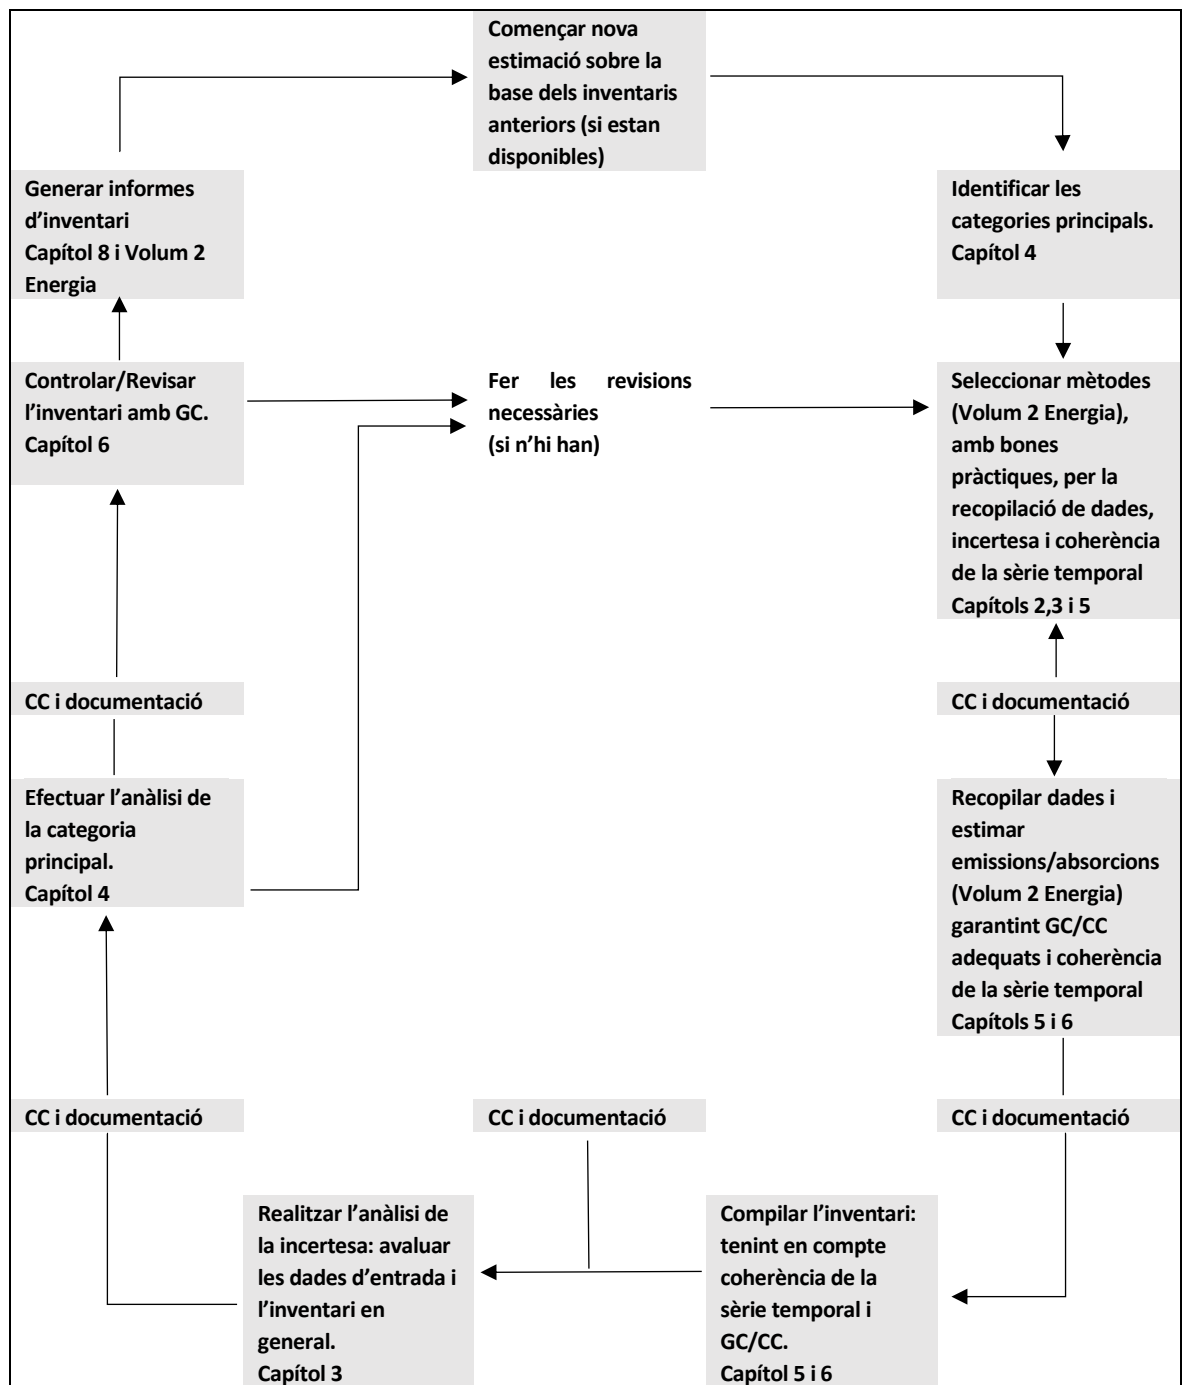 Començar nova
estimació sobre la
base dels inventaris
anteriors (si estan
disponibles)
Generar informes
d’inventari
Capítol 8 i Volum 2
Energia
Identificar les
categories principals.
Capítol 4
Controlar/Revisar
l’inventari amb GC.
Capítol 6
Fer les revisions
necessàries
(si n’hi han)
Seleccionar mètodes
(Volum 2 Energia),
amb bones
pràctiques, per la
recopilació de dades,
incertesa i coherència
de la sèrie temporal
Capítols 2,3 i 5
CC i documentació
CC i documentació
Efectuar l’anàlisi de
la categoria
principal.
Capítol 4
Recopilar dades i
estimar
emissions/absorcions
(Volum 2 Energia)
garantint GC/CC
adequats i coherència
de la sèrie temporal
Capítols 5 i 6
CC i documentació
CC i documentació
CC i documentació
Realitzar l’anàlisi de
la incertesa: avaluar
les dades d’entrada i
l’inventari en
general.
Capítol 3
Compilar l’inventari:
tenint en compte
coherència de la
sèrie temporal i
GC/CC.
Capítol 5 i 6